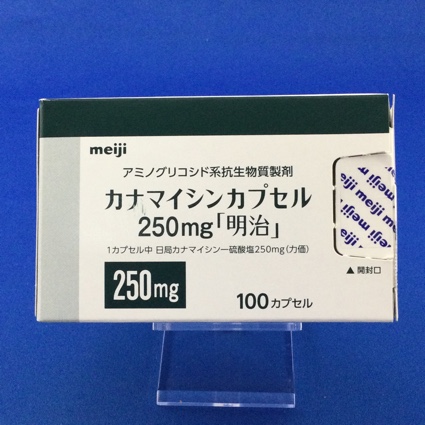 meiji
アミノグリコシド系抗生物質製剤
カナマイシンカプセル
250mg「明治」
1カプセル中 日局カナマイシン一硫酸塩250mg(力価)
250mg
100カプセル
meiji meiji
meiji meiji
▲開封口